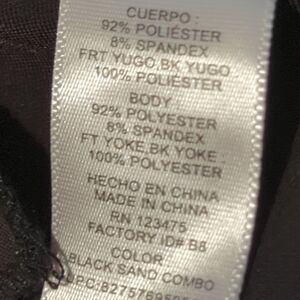 CUERPO :
92% POLIÉSTER
8% SPANDEX
FRT YUGO,BK YUGO
100% POLIÉSTER
BODY :
92% POLYESTER
8% SPANDEX
FT YOKE,BK YOKE :
100% POLYESTER
HECHO EN CHINA
MADE IN CHINA
RN 123475
FACTORY ID# B8
COLOR:
BLACK SAND COMBO